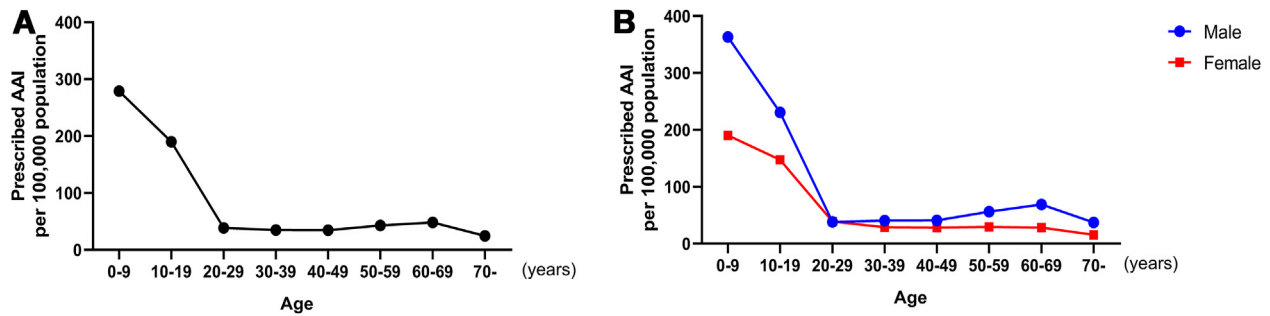 A
Prescribed AAI
per 100,000 population
400
300
200
100
0
0-9 10-19 20-29 30-39 40-49 50-59 60-69 70- (years)
Age
B
Prescribed AAI
per 100,000 population
400
300
200
100
0
0-9 10-19 20-29 30-39 40-49 50-59 60-69 70- (years)
Age
Male
Female